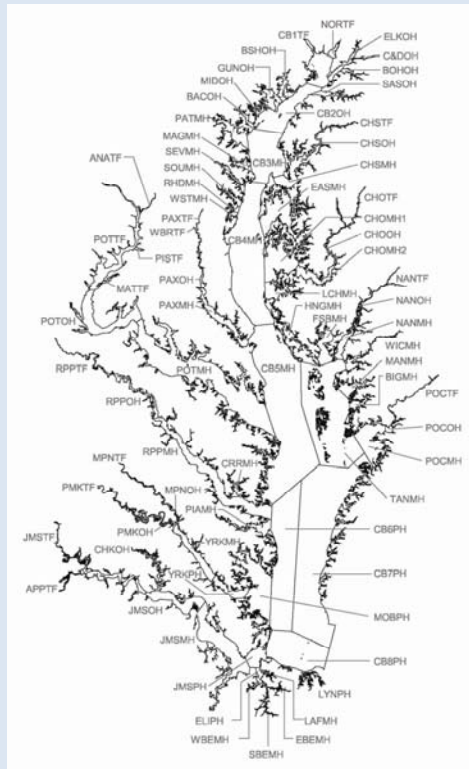 NORTF
CB1TF
ELKOH
BSHOH
C&DOH
GUNOH
BOHOH
MIDOH
SASOH
BACOH
CB2OH
PATMH
CHSTF
MAGMH
CHSOH
SEVMH
CB3MH
CHSMH
SOUMH
ANATF
RHDMH
EASMH
WSTMH
CHOTF
PAXTF
CHOMH1
WBRTF
CB4MH
CHOOH
POTTF
CHOMH2
PISTF
NANTF
MATTF
PAXOH
LCHMH
NANOH
HNGMH
PAXMH
FSBMH
NANMH
POTOH
WICMH
RPPTF
POTMH
CB5MH
MANMH
BIGMH
POCTF
RPPOH
POCOH
RPPMH
POCMH
MPNTF
CRRMH
PMKTF
MPNOH
TANMH
PIAMH
CB6PH
JMSTF
PMKOH
YRKMH
CHKOH
CB7PH
YRKPH
APPTF
JMSOH
MOBPH
JMSMH
CB8PH
JMSPH
LYNPH
ELIPH
LAFMH
WBEMH
EBEMH
SBEMH